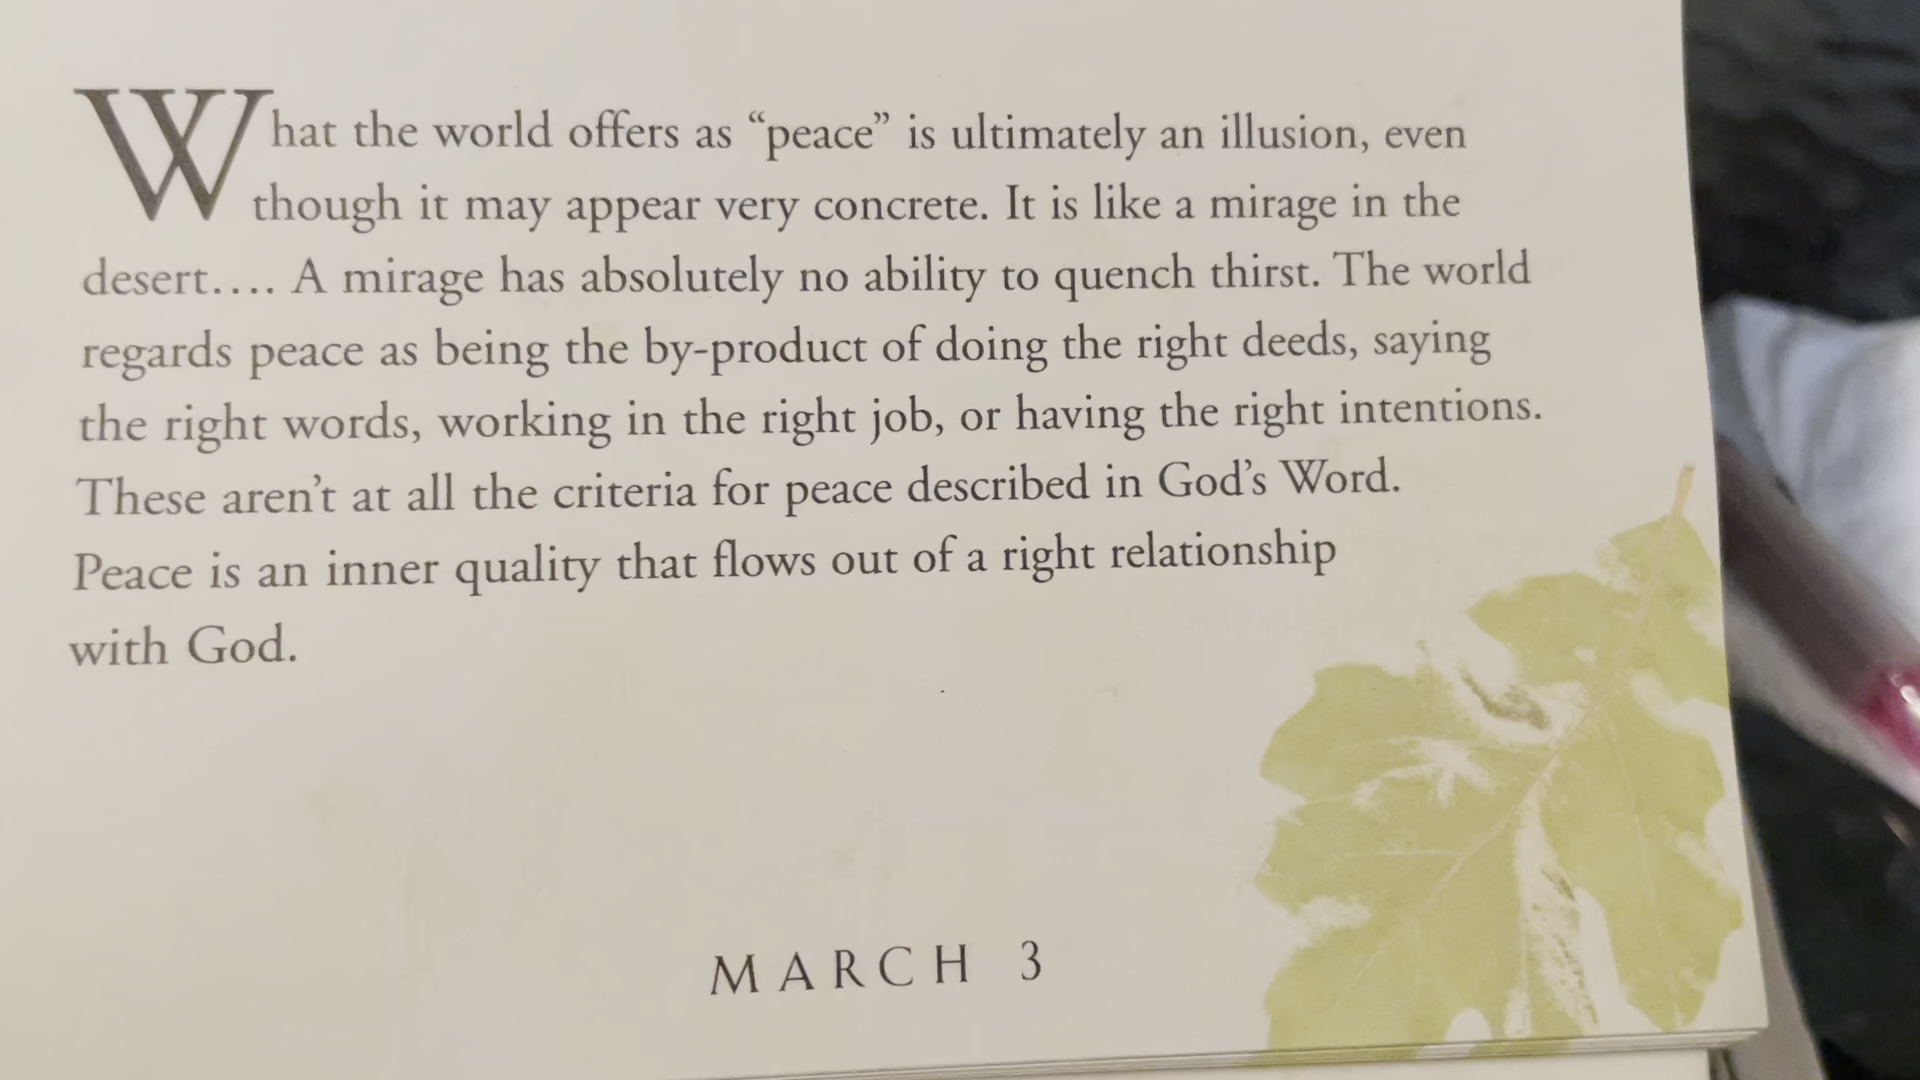 What the world offers as “peace” is ultimately an illusion, even
though it may appear very concrete. It is like a mirage in the
desert.... A mirage has absolutely no ability to quench thirst. The world
regards peace as being the by-product of doing the right deeds, saying
the right words, working in the right job, or having the right intentions.
These aren’t at all the criteria for peace described in God’s Word.
Peace is an inner quality that flows out of a right relationship
with God.
MARCH 3